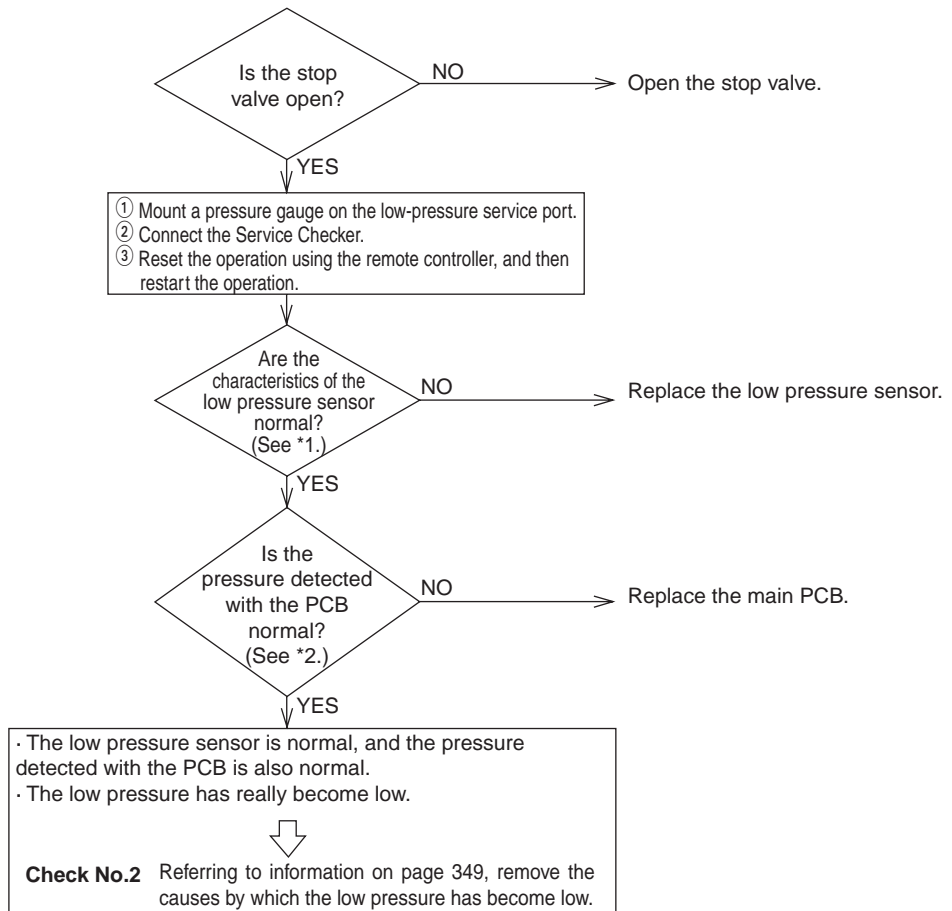 Is the stop
valve open?
NO
Open the stop valve.
YES
① Mount a pressure gauge on the low-pressure service port.
② Connect the Service Checker.
③ Reset the operation using the remote controller, and then
restart the operation.
Are the
characteristics of the
low pressure sensor
normal?
(See *1.)
NO
Replace the low pressure sensor.
YES
Is the
pressure detected
with the PCB
normal?
(See *2.)
NO
Replace the main PCB.
YES
· The low pressure sensor is normal, and the pressure
detected with the PCB is also normal.
· The low pressure has really become low.
Check No.2 Referring to information on page 349, remove the
causes by which the low pressure has become low.